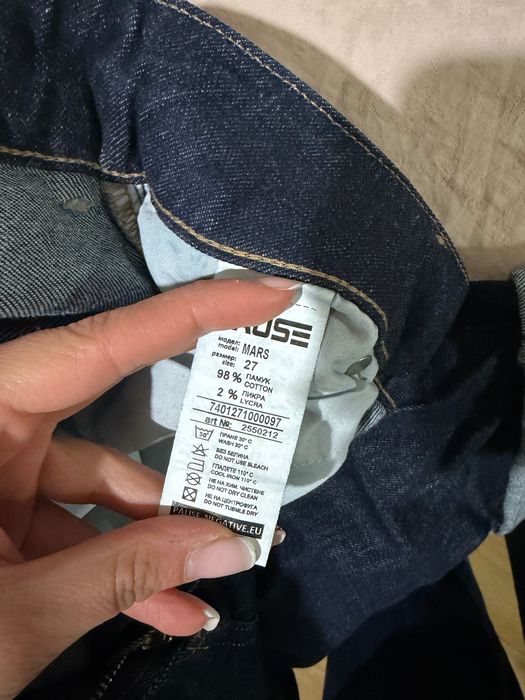 модел:
model: MARS
размер:
size: 27
98 % ПАМУК
COTTON
2 % ЛИКРА
LYCRA
7401271000097
art No: 2550212
30°
ПРАНЕ 30° C
WASH 30° C
БЕЗ БЕЛИНА
DO NOT USE BLEACH
ГЛАДЕТЕ 110° C
COOL IRON 110° C
НЕ НА ХИМ. ЧИСТЕНЕ
DO NOT DRY CLEAN
НЕ НА ЦЕНТРОФУГА
DO NOT TUMBLE DRY
PAUSE-NEGATIVE.EU